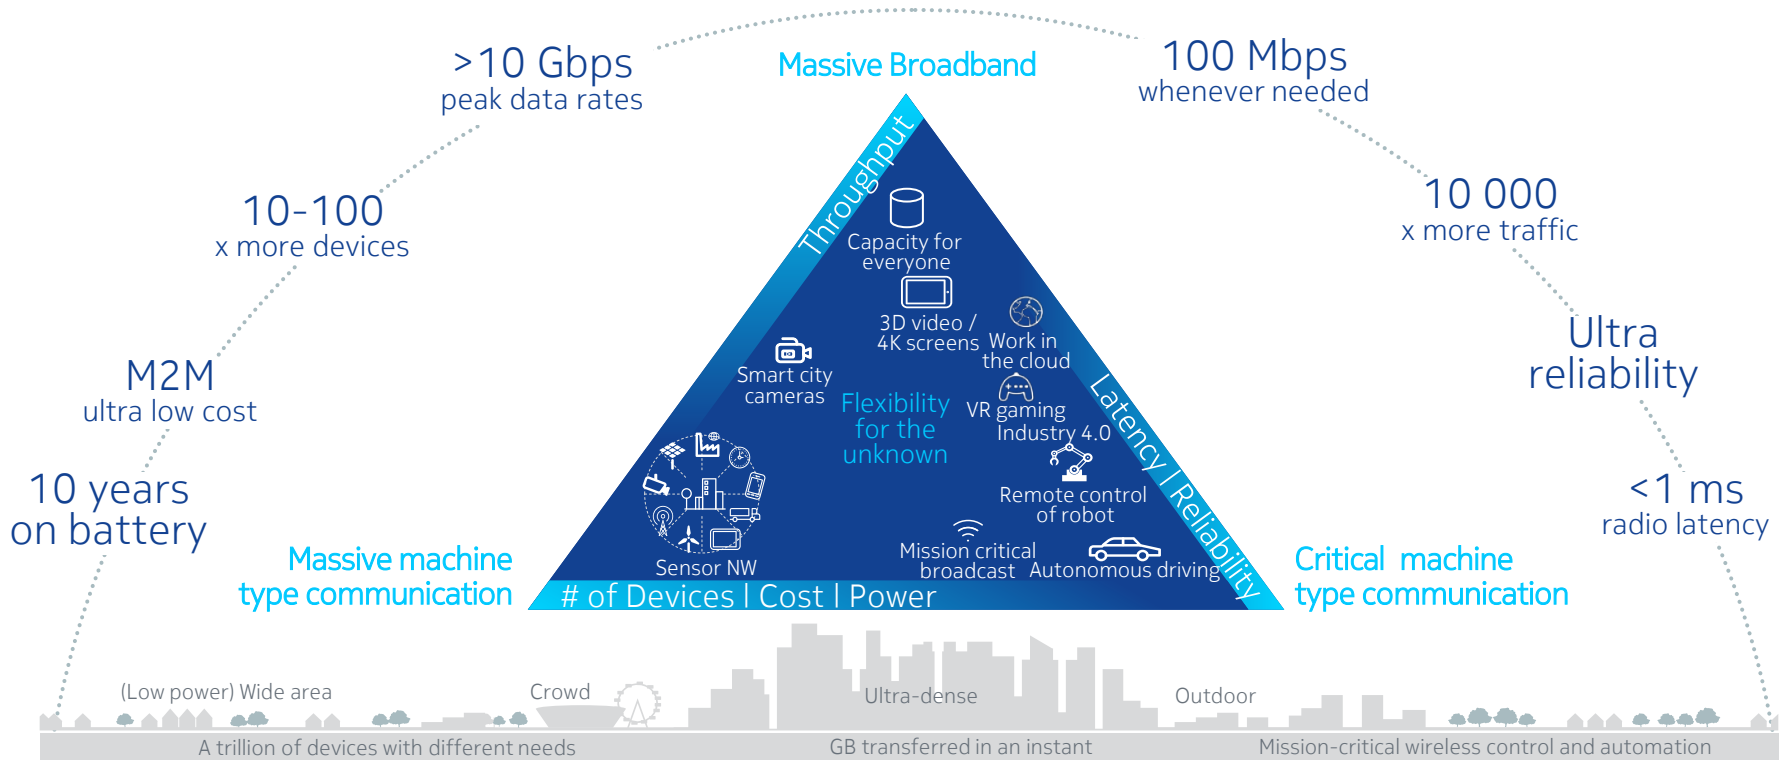 >10 Gbps
peak data rates
Massive Broadband
100 Mbps
whenever needed
10-100
x more devices
10 000
x more traffic
M2M
ultra low cost
Ultra
reliability
10 years
on battery
<1 ms
radio latency
Throughput
Capacity for
everyone
3D video /
4K screens
Work in
the cloud
Smart city
cameras
Flexibility
for the
unknown
VR gaming
Industry 4.0
Remote control
of robot
Latency | Reliability
Sensor NW
Mission critical
broadcast
Autonomous driving
Massive machine
type communication
# of Devices | Cost | Power
Critical machine
type communication
(Low power) Wide area
Crowd
Ultra-dense
Outdoor
A trillion of devices with different needs
GB transferred in an instant
Mission-critical wireless control and automation